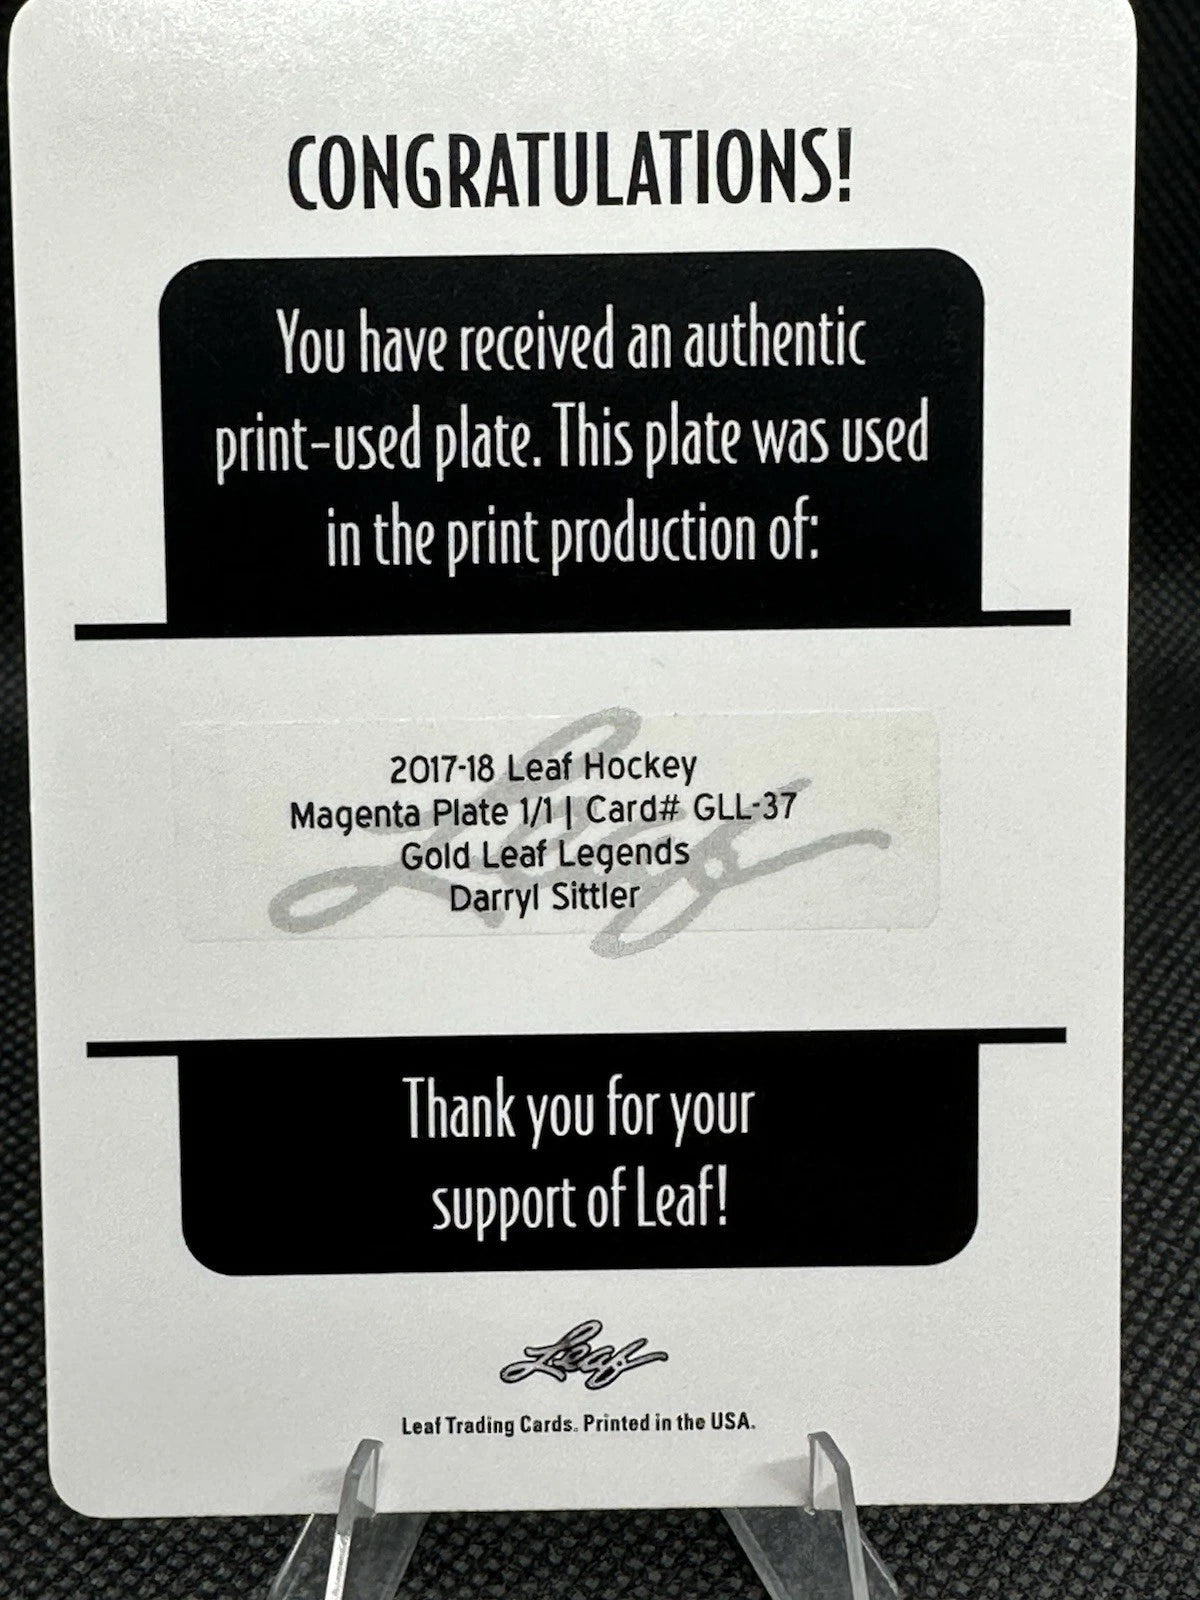 CONGRATULATIONS!
You have received an authentic
print-used plate. This plate was used
in the print production of:
Leaf
2017-18 Leaf Hockey
Magenta Plate 1/1 | Card# GLL-37
Gold Leaf Legends
Darryl Sittler
Thank you for your
support of Leaf!
Leaf
Leaf Trading Cards. Printed in the USA.